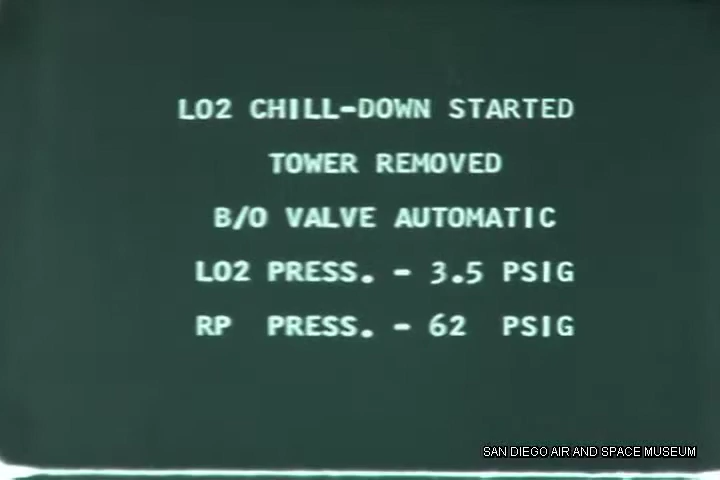 LO2 CHILL-DOWN STARTED
TOWER REMOVED
B/O VALVE AUTOMATIC
LO2 PRESS. - 3.5 PSIG
RP PRESS. - 62 PSIG
SAN DIEGO AIR AND SPACE MUSEUM